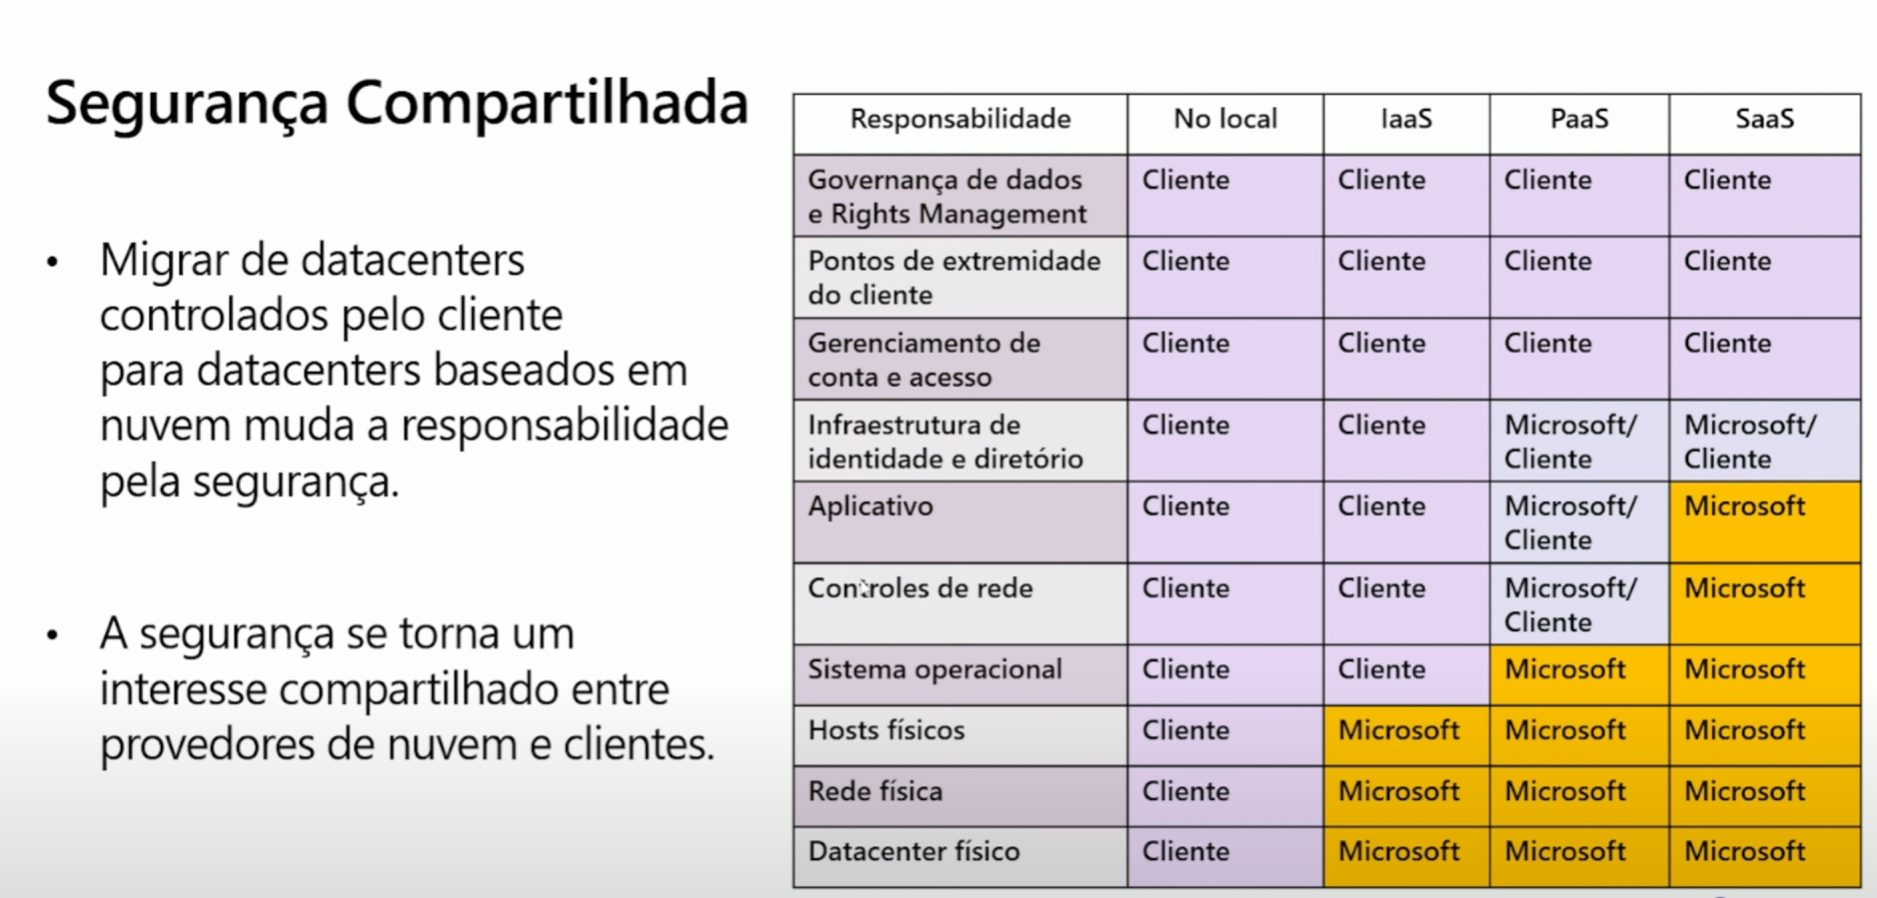 Segurança Compartilhada
• Migrar de datacenters
controlados pelo cliente
para datacenters baseados em
nuvem muda a responsabilidade
pela segurança.
• A segurança se torna um
interesse compartilhado entre
provedores de nuvem e clientes.
Responsabilidade No local IaaS PaaS SaaS
Governança de dados
e Rights Management
Cliente Cliente Cliente Cliente
Pontos de extremidade
do cliente
Cliente Cliente Cliente Cliente
Gerenciamento de
conta e acesso
Cliente Cliente Cliente Cliente
Infraestrutura de
identidade e diretório
Cliente Cliente Microsoft/
Cliente
Microsoft/
Cliente
Aplicativo Cliente Cliente Microsoft/
Cliente
Microsoft
Controles de rede Cliente Cliente Microsoft/
Cliente
Microsoft
Sistema operacional Cliente Cliente Microsoft Microsoft
Hosts físicos Cliente Microsoft Microsoft Microsoft
Rede física Cliente Microsoft Microsoft Microsoft
Datacenter físico Cliente Microsoft Microsoft Microsoft